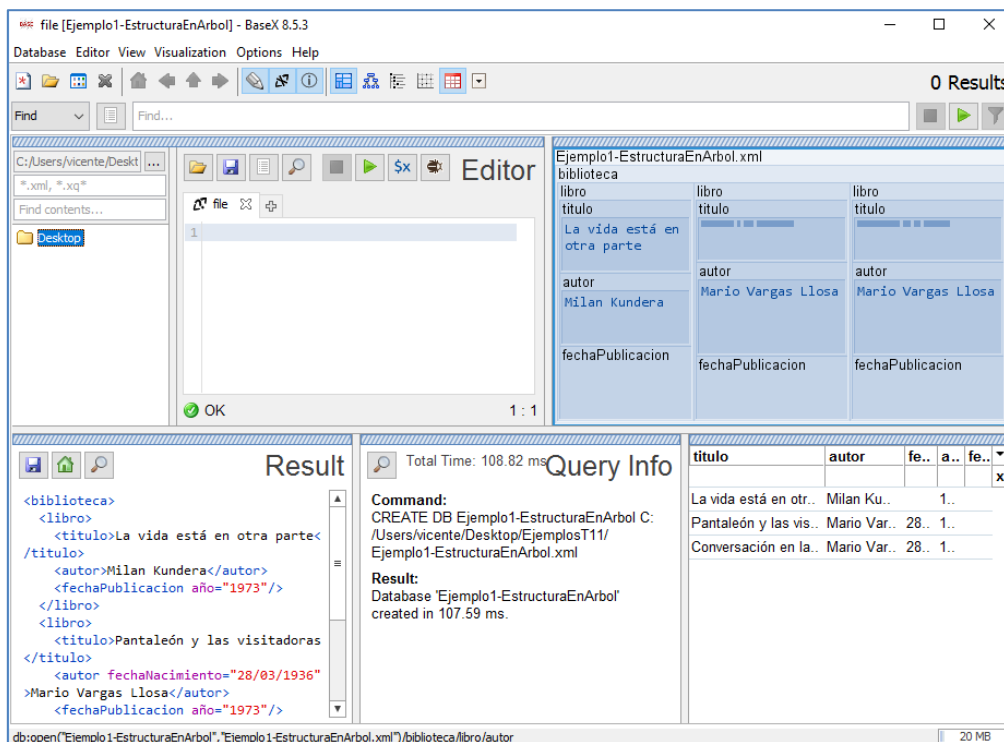 file [Ejemplo1-EstructuraEnArbol] - BaseX 8.5.3
Database Editor View Visualization Options Help
0 Results
Find
Find...
C:/Users/vicente/Deskt ...
*.xml, *.xq*
Find contents...
Desktop
$x
Editor
file
1
OK
1 : 1
Ejemplo1-EstructuraEnArbol.xml
biblioteca
libro
titulo
La vida está en
otra parte
autor
Milan Kundera
fechaPublicacion
libro
titulo
autor
Mario Vargas Llosa
fechaPublicacion
libro
titulo
autor
Mario Vargas Llosa
fechaPublicacion
Result
<biblioteca>
<libro>
<titulo>La vida está en otra parte<
/titulo>
<autor>Milan Kundera</autor>
<fechaPublicacion año="1973"/>
</libro>
<libro>
<titulo>Pantaleón y las visitadoras
</titulo>
<autor fechaNacimiento="28/03/1936"
>Mario Vargas Llosa</autor>
<fechaPublicacion año="1973"/>
Total Time: 108.82 ms
Query Info
Command:
CREATE DB Ejemplo1-EstructuraEnArbol C:
/Users/vicente/Desktop/EjemplosT11/
Ejemplo1-EstructuraEnArbol.xml
Result:
Database 'Ejemplo1-EstructuraEnArbol'
created in 107.59 ms.
titulo autor fe.. a.. fe..
x
La vida está en otr.. Milan Ku.. 1..
Pantaleón y las vis.. Mario Var.. 28.. 1..
Conversación en la.. Mario Var.. 28.. 1..
db:open("Ejemplo1-EstructuraEnArbol","Ejemplo1-EstructuraEnArbol.xml")/biblioteca/libro/autor
20 MB